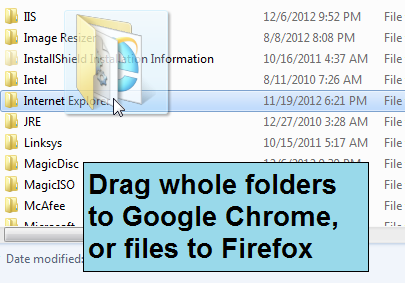 IIS 12/6/2012 9:52 PM File
Image Resizer 8/8/2012 8:08 PM File
InstallShield Installation Information 10/16/2011 4:37 AM File
Intel 8/11/2010 7:26 AM File
Internet Explorer 11/19/2012 6:21 PM File
JRE 12/27/2010 3:28 AM File
Linksys 10/15/2011 5:17 AM File
MagicDisc File
MagicISO File
McAfee File
Microsoft File
Drag whole folders
to Google Chrome,
or files to Firefox
Date modified: